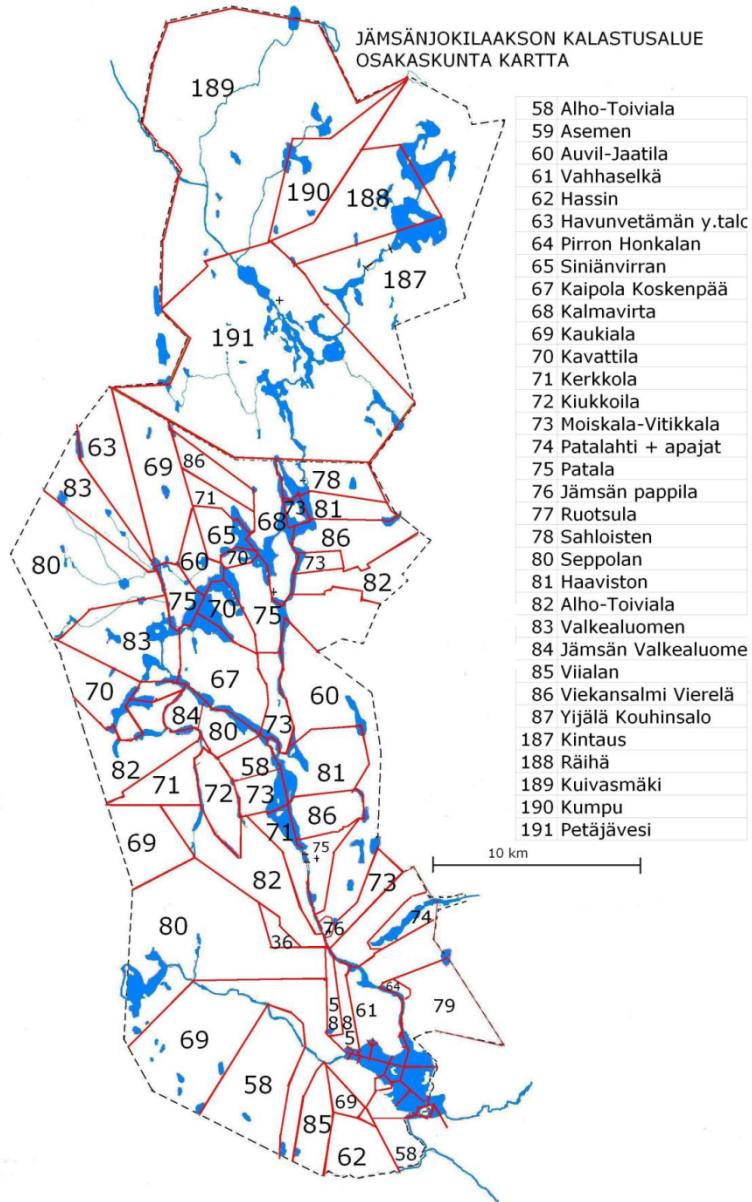 JÄMSÄNJOKILAAKSON KALASTUSALUE
OSAKASKUNTA KARTTA
58 Alho-Toiviala
59 Asemen
60 Auvil-Jaatila
61 Vahhaselkä
62 Hassin
63 Havunvetämän y.talc
64 Pirron Honkalan
65 Siniänvirran
67 Kaipola Koskenpää
68 Kalmavirta
69 Kaukiala
70 Kavattila
71 Kerkkola
72 Kiukkoila
73 Moiskala-Vitikkala
74 Patalahti + apajat
75 Patala
76 Jämsän pappila
77 Ruotsula
78 Sahloisten
80 Seppolan
81 Haaviston
82 Alho-Toiviala
83 Valkealuomen
84 Jämsän Valkealuome
85 Viialan
86 Viekansalmi Vierelä
87 Yijälä Kouhinsalo
187 Kintaus
188 Räihä
189 Kuivasmäki
190 Kumpu
191 Petäjävesi
10 km
189
190
188
187
191
63
69
86
78
83
71
68
73
81
65
86
80
60
70
73
82
75
70
75
83
67
70
84
60
80
73
82
58
81
71
72
73
86
71
69
75
82
73
76
74
36
80
64
5
8
61
79
8
5
69
58
69
85
62
58